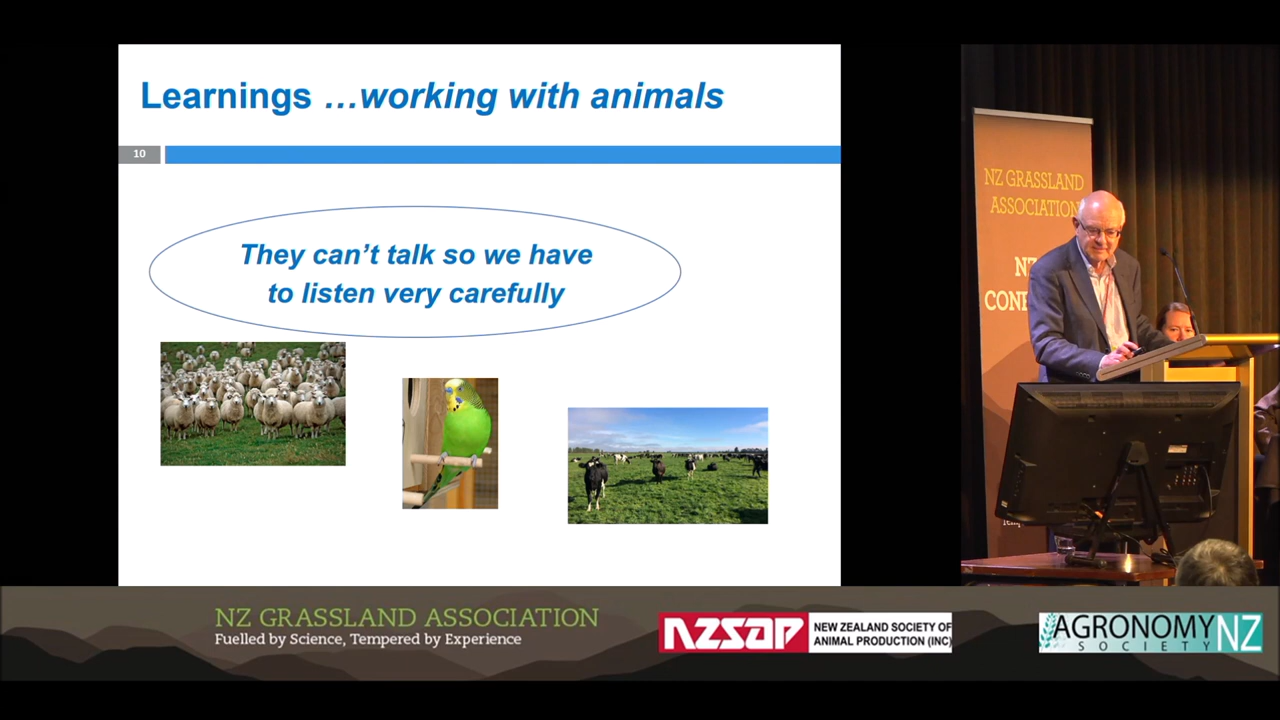 Learnings …working with animals
10
They can’t talk so we have
to listen very carefully
NZ GRASSLAND
ASSOCIATION
NZ
NZ GRASSLAND ASSOCIATION
Fuelled by Science, Tempered by Experience
NZSAP
NEW ZEALAND SOCIETY OF
ANIMAL PRODUCTION (INC)
AGRONOMY NZ
SOCIETY